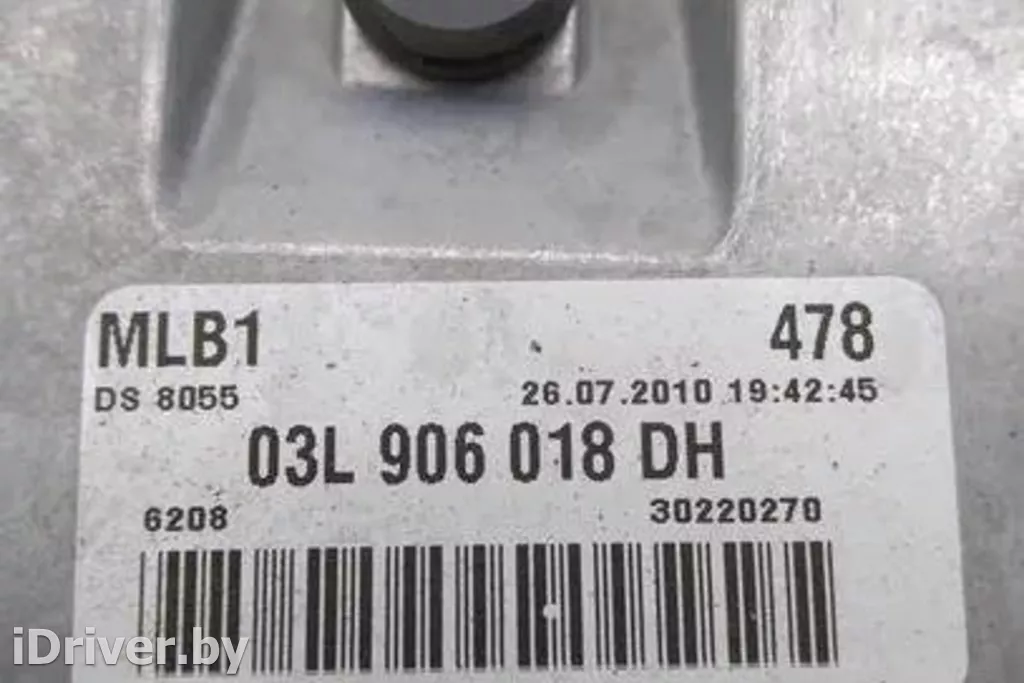 MLB1 478
DS 8055 26.07.2010 19:42:45
03L 906 018 DH
6208 30220270
iDriver.by